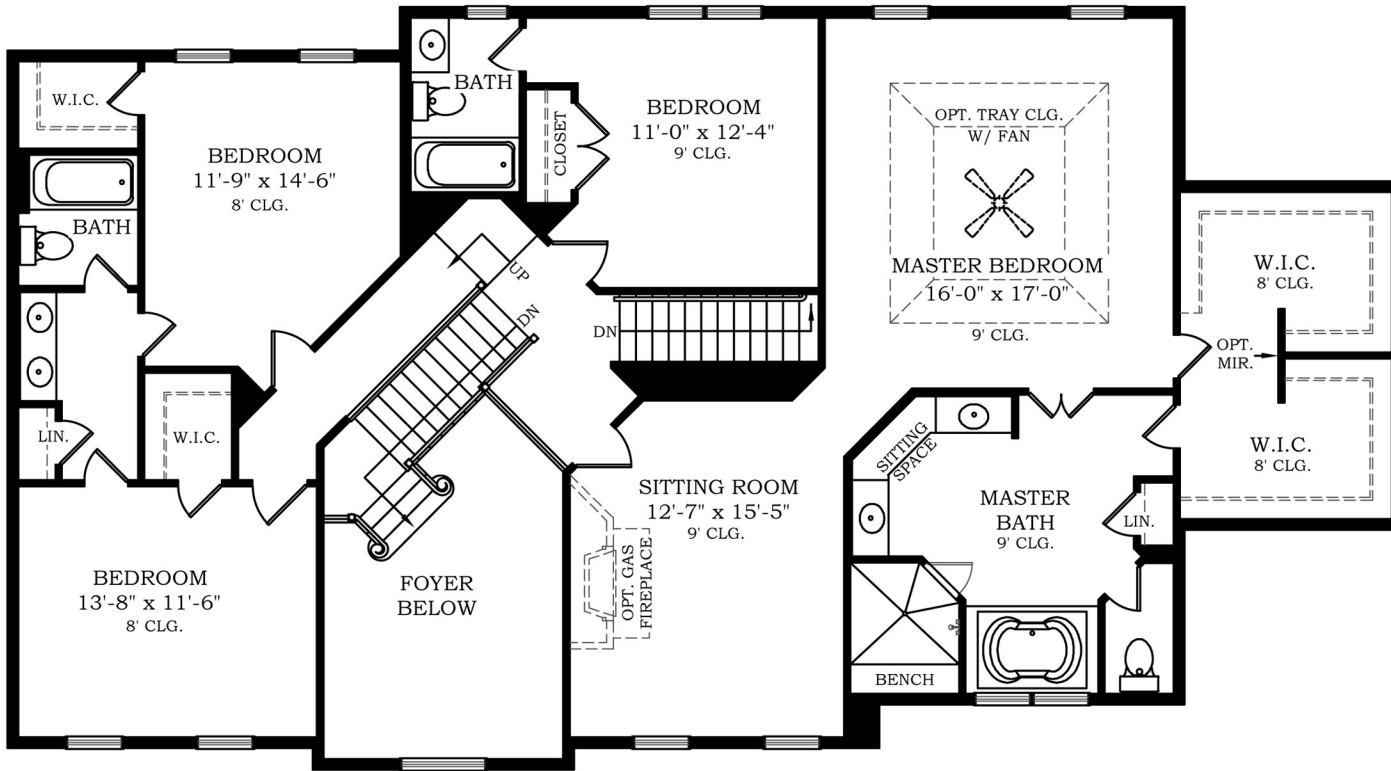 W.I.C.
BEDROOM
11'-9" x 14'-6"
8' CLG.
BATH
BATH
CLOSET
BEDROOM
11'-0" x 12'-4"
9' CLG.
OPT. TRAY CLG.
W/ FAN
MASTER BEDROOM
16'-0" x 17'-0"
9' CLG.
W.I.C.
8' CLG.
OPT.
MIR.
W.I.C.
8' CLG.
UP
DN
DN
LIN.
W.I.C.
SITTING
SPACE
SITTING ROOM
12'-7" x 15'-5"
9' CLG.
MASTER
BATH
9' CLG.
LIN.
BEDROOM
13'-8" x 11'-6"
8' CLG.
FOYER
BELOW
OPT. GAS
FIREPLACE
BENCH